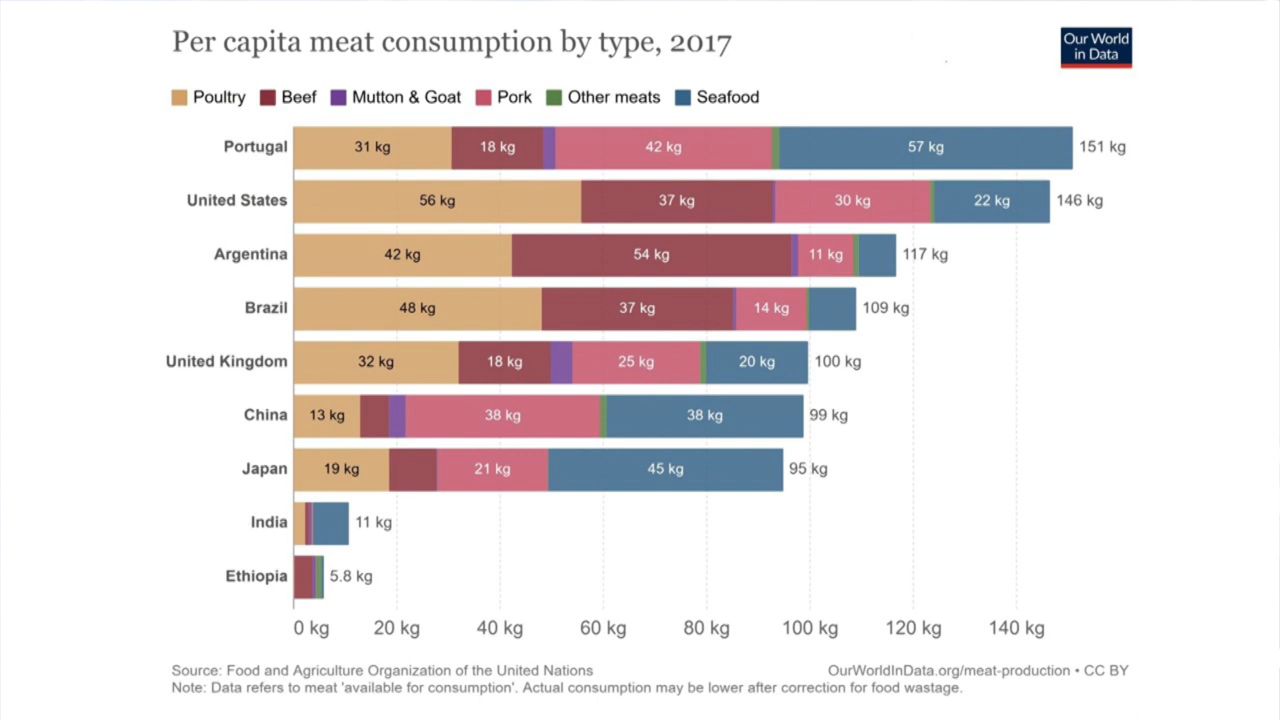 Per capita meat consumption by type, 2017
Our World
in Data
Poultry Beef Mutton & Goat Pork Other meats Seafood
Portugal 31 kg 18 kg 42 kg 57 kg 151 kg
United States 56 kg 37 kg 30 kg 22 kg 146 kg
Argentina 42 kg 54 kg 11 kg 117 kg
Brazil 48 kg 37 kg 14 kg 109 kg
United Kingdom 32 kg 18 kg 25 kg 20 kg 100 kg
China 13 kg 38 kg 38 kg 99 kg
Japan 19 kg 21 kg 45 kg 95 kg
India 11 kg
Ethiopia 5.8 kg
0 kg 20 kg 40 kg 60 kg 80 kg 100 kg 120 kg 140 kg
Source: Food and Agriculture Organization of the United Nations OurWorldInData.org/meat-production • CC BY
Note: Data refers to meat 'available for consumption'. Actual consumption may be lower after correction for food wastage.